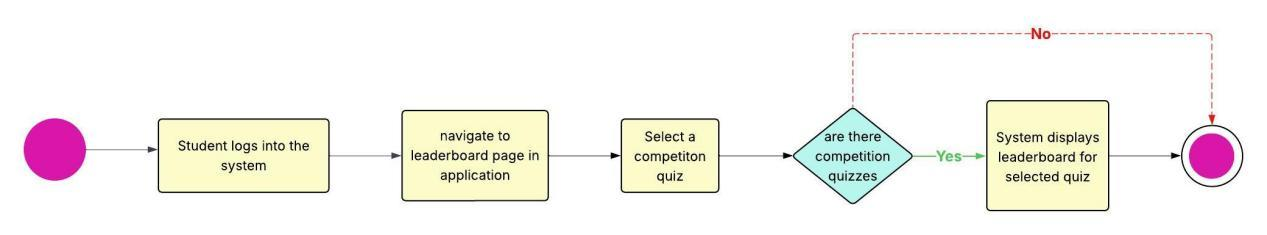 Student logs into the
system
navigate to
leaderboard page in
application
Select a
competiton
quiz
are there
competition
quizzes
Yes
No
System displays
leaderboard for
selected quiz